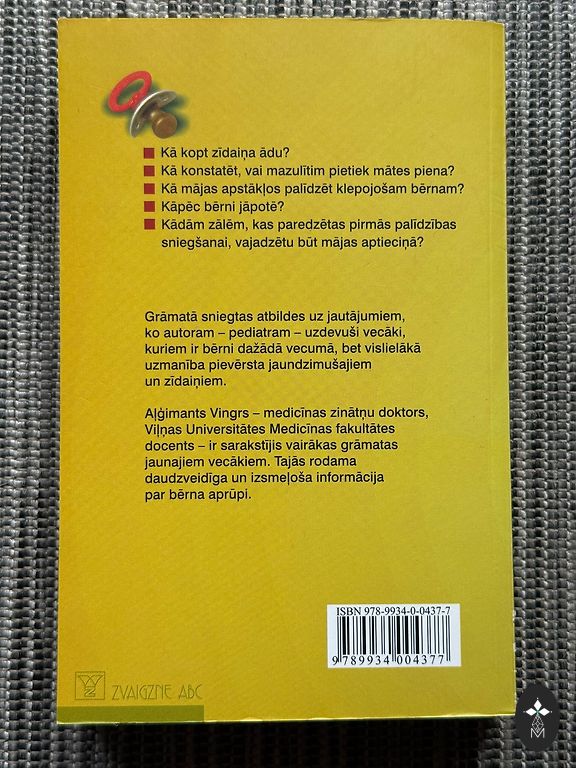 Kā kopt zīdaiņa ādu?
Kā konstatēt, vai mazulītim pietiek mātes piena?
Kā mājas apstākļos palīdzēt klepojošam bērnam?
Kāpēc bērni jāpotē?
Kādām zālēm, kas paredzētas pirmās palīdzības
sniegšanai, vajadzētu būt mājas aptieciņā?
Grāmatā sniegtas atbildes uz jautājumiem,
ko autoram – pediatram – uzdevuši vecāki,
kuriem ir bērni dažādā vecumā, bet vislielākā
uzmanība pievērsta jaundzimušajiem
un zīdaiņiem.
Aļģimants Vingrs – medicīnas zinātņu doktors,
Viļņas Universitātes Medicīnas fakultātes
docents – ir sarakstījis vairākas grāmatas
jaunajiem vecākiem. Tajās rodama
daudzveidīga un izsmeļoša informācija
par bērna aprūpi.
ISBN 978-9934-0-0437-7
9 789934 004377
ZVAIGZNE ABC